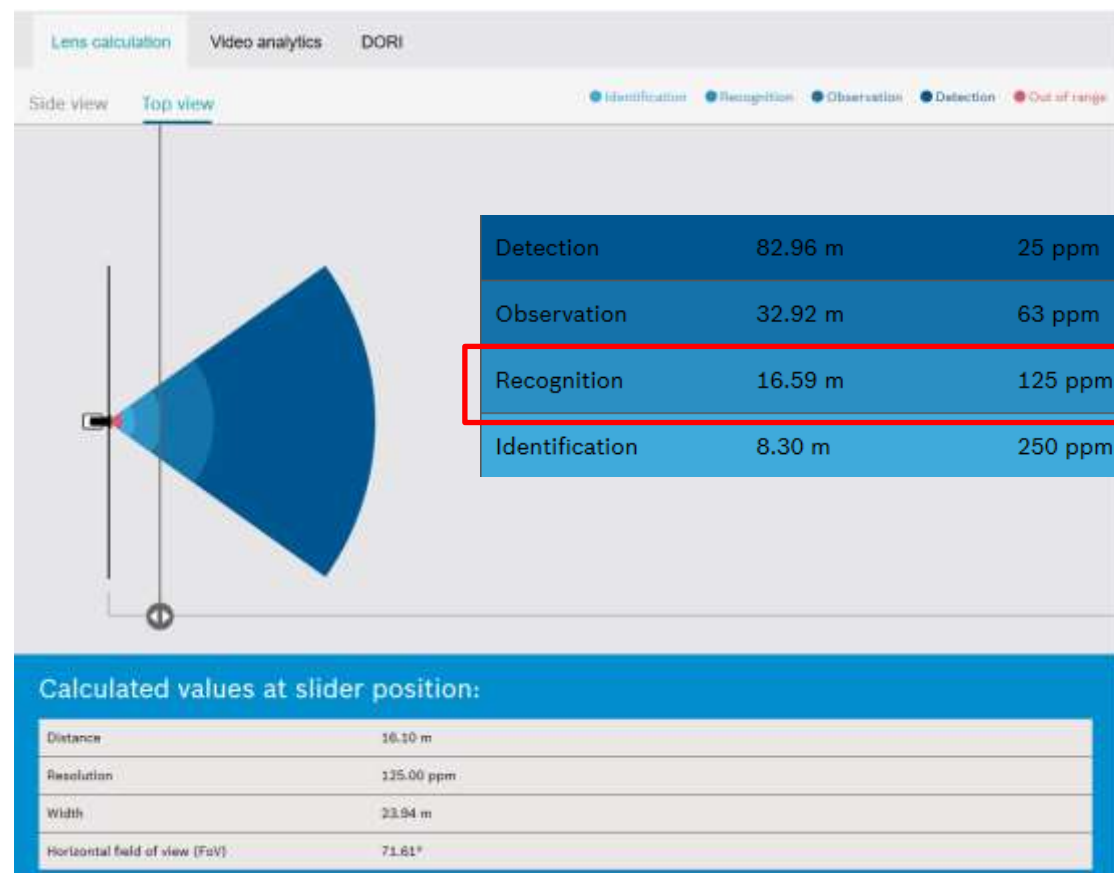 Lens calculation Video analytics DORI
Side view Top view Identification Recognition Observation Detection Out of range
Detection 82.96 m 25 ppm
Observation 32.92 m 63 ppm
Recognition 16.59 m 125 ppm
Identification 8.30 m 250 ppm
Calculated values at slider position:
Distance 16.10 m
Resolution 125.00 ppm
Width 23.94 m
Horizontal field of view (FoV) 71.61°